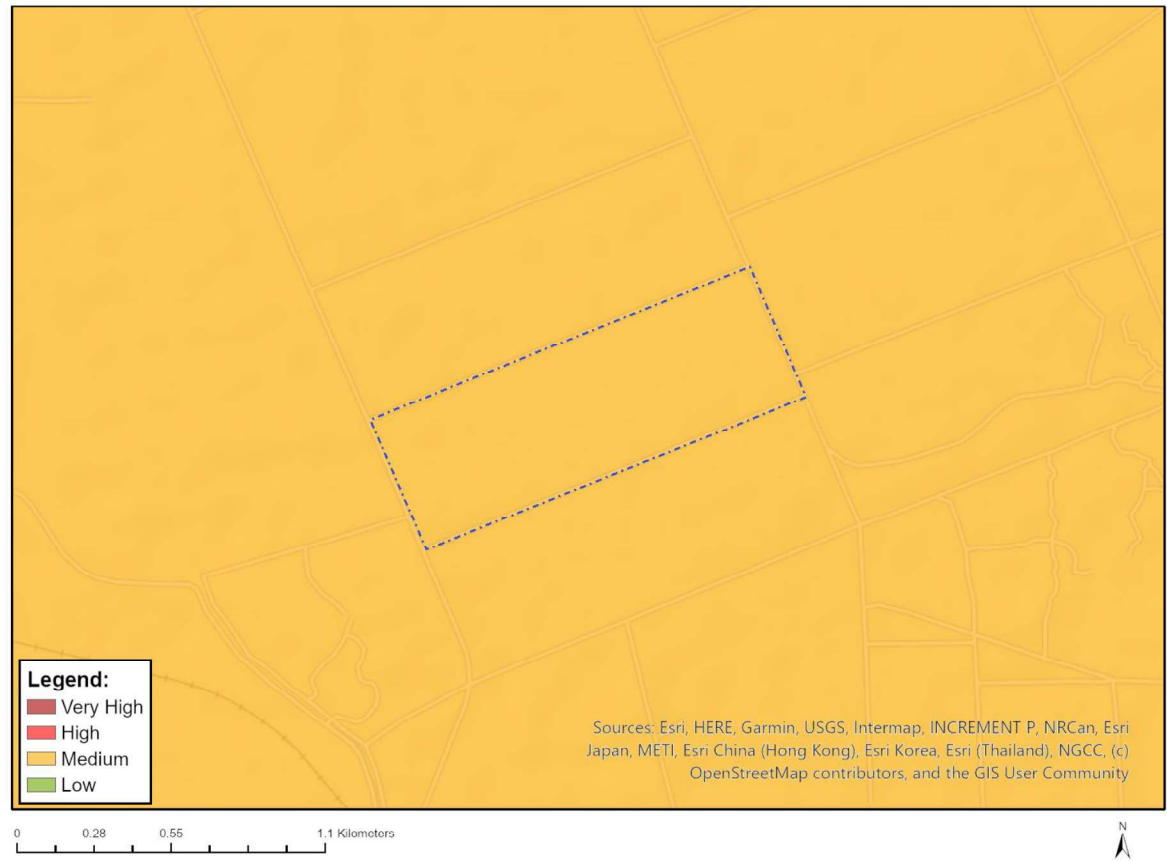 Legend:
Very High
High
Medium
Low
Sources: Esri, HERE, Garmin, USGS, Intermap, INCREMENT P, NRCan, Esri
Japan, METI, Esri China (Hong Kong), Esri Korea, Esri (Thailand), NGCC, (c)
OpenStreetMap contributors, and the GIS User Community
0 0.28 0.55 1.1 Kilometers
N